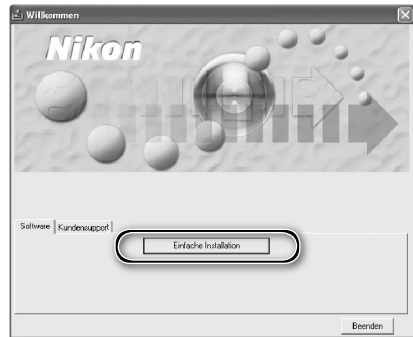 Willkommen
Nikon
Software Kundensupport
Einfache Installation
Beenden